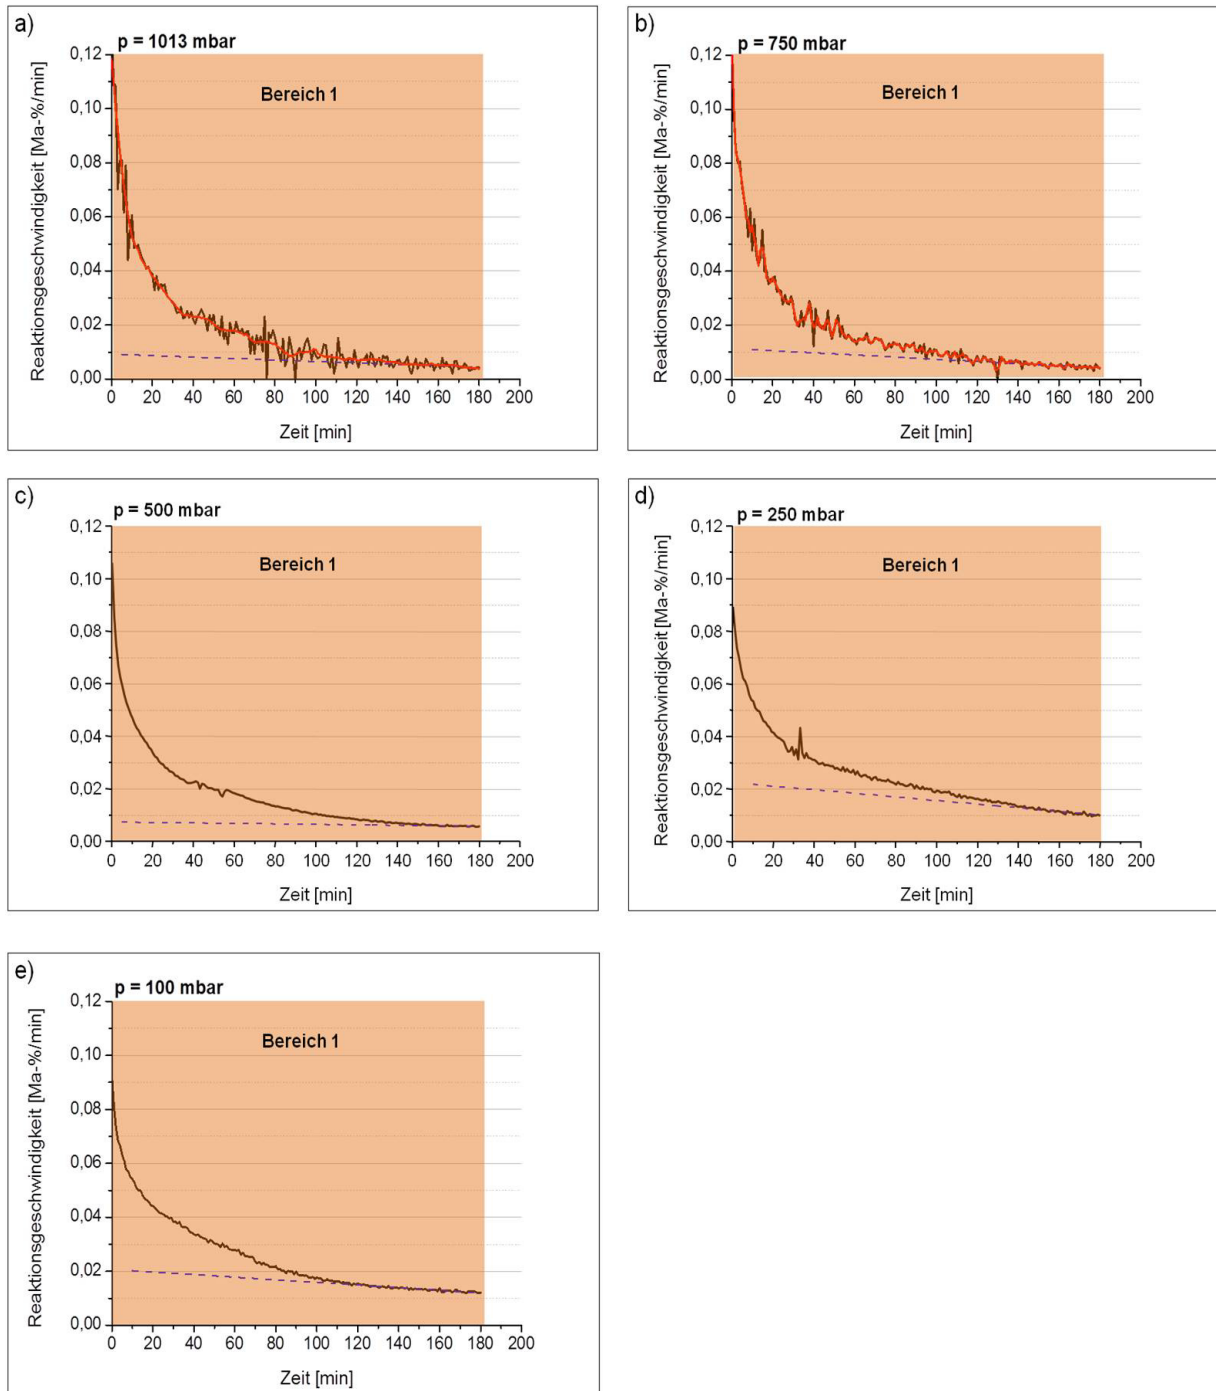 a)
p = 1013 mbar
Bereich 1
Reaktionsgeschwindigkeit [Ma-%/min]
0,12
0,10
0,08
0,06
0,04
0,02
0,00
0 20 40 60 80 100 120 140 160 180 200
Zeit [min]
b)
p = 750 mbar
Bereich 1
Reaktionsgeschwindigkeit [Ma-%/min]
0,12
0,10
0,08
0,06
0,04
0,02
0,00
0 20 40 60 80 100 120 140 160 180 200
Zeit [min]
c)
p = 500 mbar
Bereich 1
Reaktionsgeschwindigkeit [Ma-%/min]
0,12
0,10
0,08
0,06
0,04
0,02
0,00
0 20 40 60 80 100 120 140 160 180 200
Zeit [min]
d)
p = 250 mbar
Bereich 1
Reaktionsgeschwindigkeit [Ma-%/min]
0,12
0,10
0,08
0,06
0,04
0,02
0,00
0 20 40 60 80 100 120 140 160 180 200
Zeit [min]
e)
p = 100 mbar
Bereich 1
Reaktionsgeschwindigkeit [Ma-%/min]
0,12
0,10
0,08
0,06
0,04
0,02
0,00
0 20 40 60 80 100 120 140 160 180 200
Zeit [min]